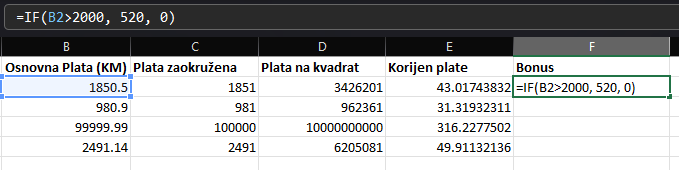 =IF(B2>2000, 520, 0)
B C D E F
Osnovna Plata (KM) Plata zaokružena Plata na kvadrat Korijen plate Bonus
1850.5 1851 3426201 43.01743832 =IF(B2>2000, 520, 0)
980.9 981 962361 31.31932311
99999.99 100000 10000000000 316.2277502
2491.14 2491 6205081 49.91132136